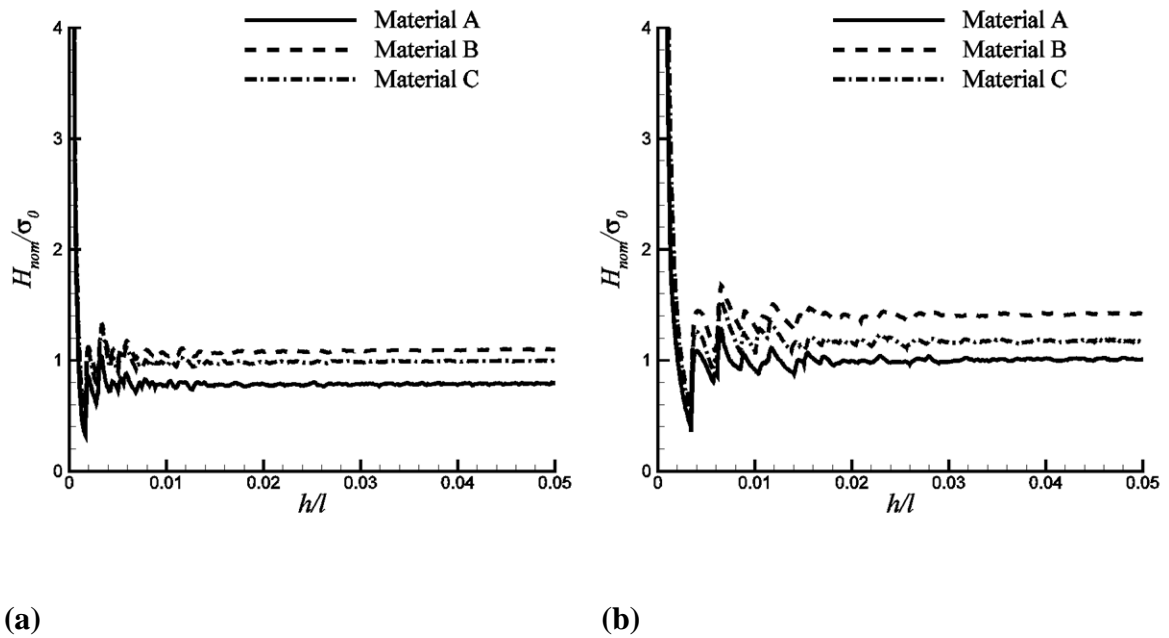 Material A
Material B
Material C
4
3
2
1
0
H_nom/σ_0
0 0.01 0.02 0.03 0.04 0.05
h/l
(a)
Material A
Material B
Material C
4
3
2
1
0
H_nom/σ_0
0 0.01 0.02 0.03 0.04 0.05
h/l
(b)